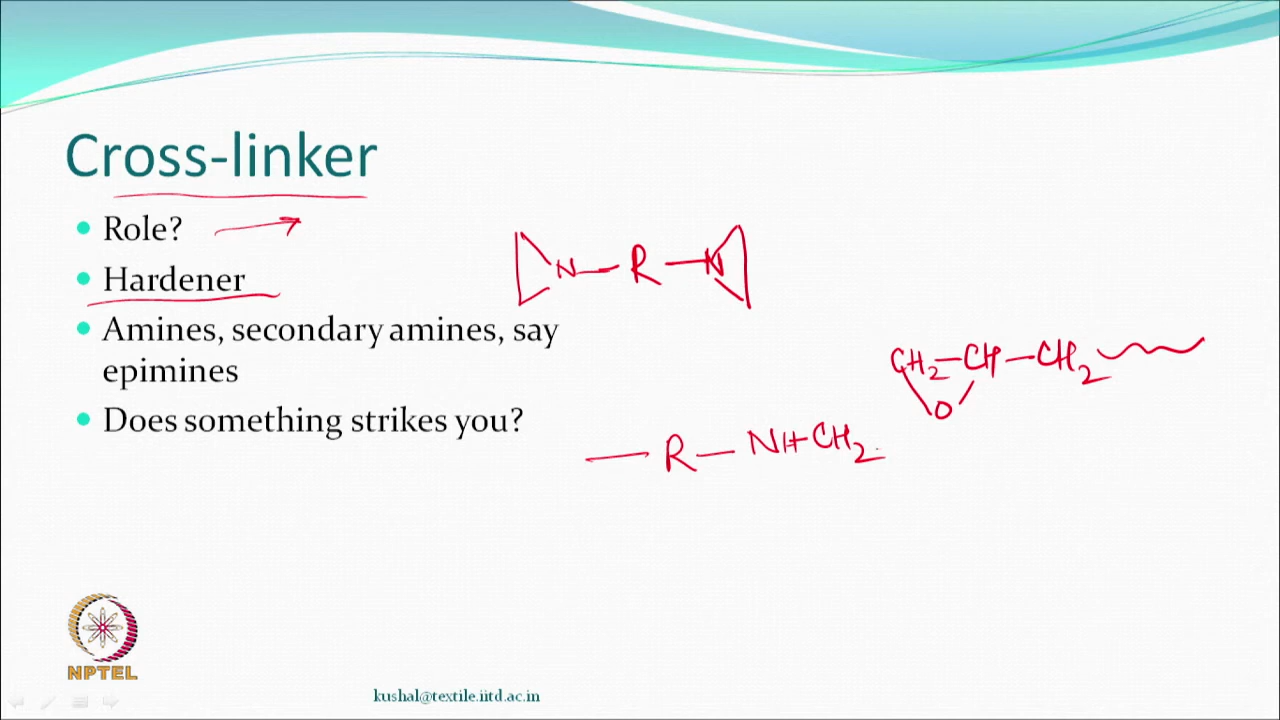 Cross-linker
Role?
Hardener
Amines, secondary amines, say
epimines
Does something strikes you?
N — R — N
CH2 — CH — CH2
O
— R — NH CH2
NPTEL
kushal@textile.iitd.ac.in